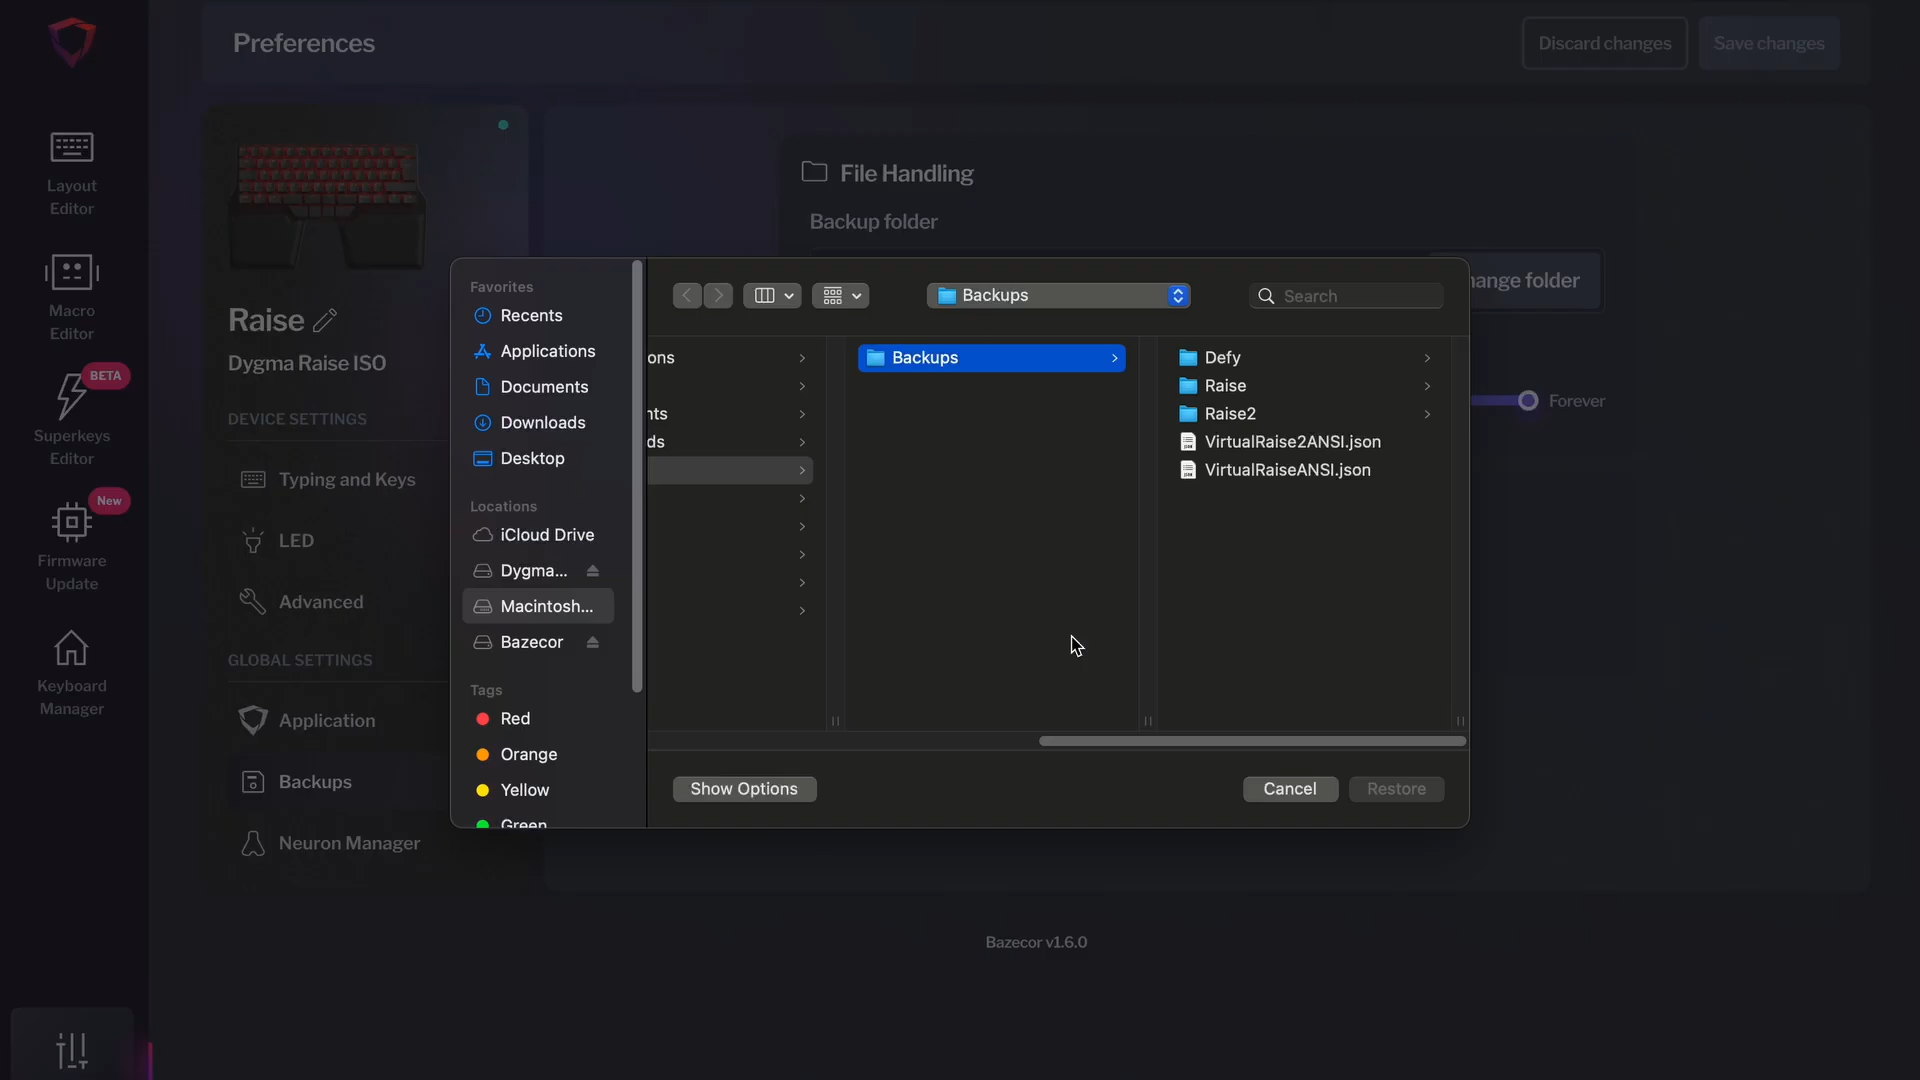 Preferences
Discard changes
Save changes
Layout
Editor
Macro
Editor
BETA
Superkeys
Editor
New
Firmware
Update
Keyboard
Manager
Raise
Dygma Raise ISO
DEVICE SETTINGS
Typing and Keys
LED
Advanced
GLOBAL SETTINGS
Application
Backups
Neuron Manager
File Handling
Backup folder
hange folder
Forever
Favorites
Recents
Applications
Documents
Downloads
Desktop
Locations
iCloud Drive
Dygma...
Macintosh...
Bazecor
Tags
Red
Orange
Yellow
Green
Backups
Search
ons
nts
ds
Backups
Defy
Raise
Raise2
VirtualRaise2ANSI.json
VirtualRaiseANSI.json
Show Options
Cancel
Restore
Bazecor v1.6.0